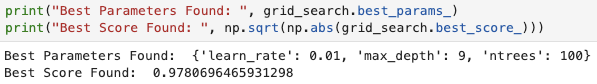 print("Best Parameters Found: ", grid_search.best_params_)
print("Best Score Found: ", np.sqrt(np.abs(grid_search.best_score_)))
Best Parameters Found:  {'learn_rate': 0.01, 'max_depth': 9, 'ntrees': 100}
Best Score Found:  0.9780696465931298